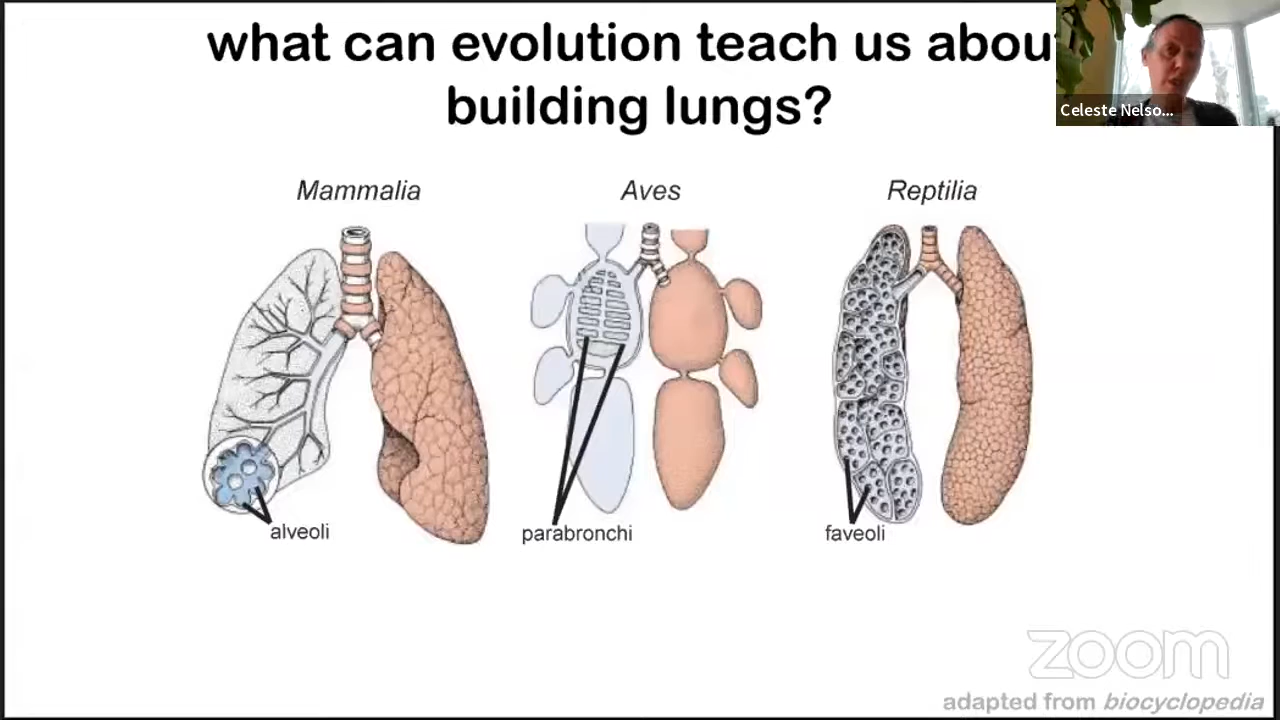 what can evolution teach us abou
building lungs?
Celeste Nelso...
Mammalia
Aves
Reptilia
alveoli
parabronchi
faveoli
zoom
adapted from biocyclopedia